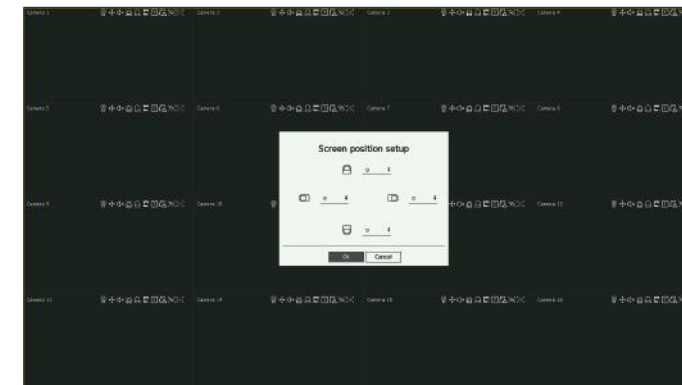 Camera 1 Camera 2 Camera 3 Camera 4
Camera 5 Camera 6 Camera 7 Camera 8
Screen position setup
0
0 0
Camera 9 Camera 10 Camera 12
0
Ok Cancel
Camera 13 Camera 14 Camera 15 Camera 16